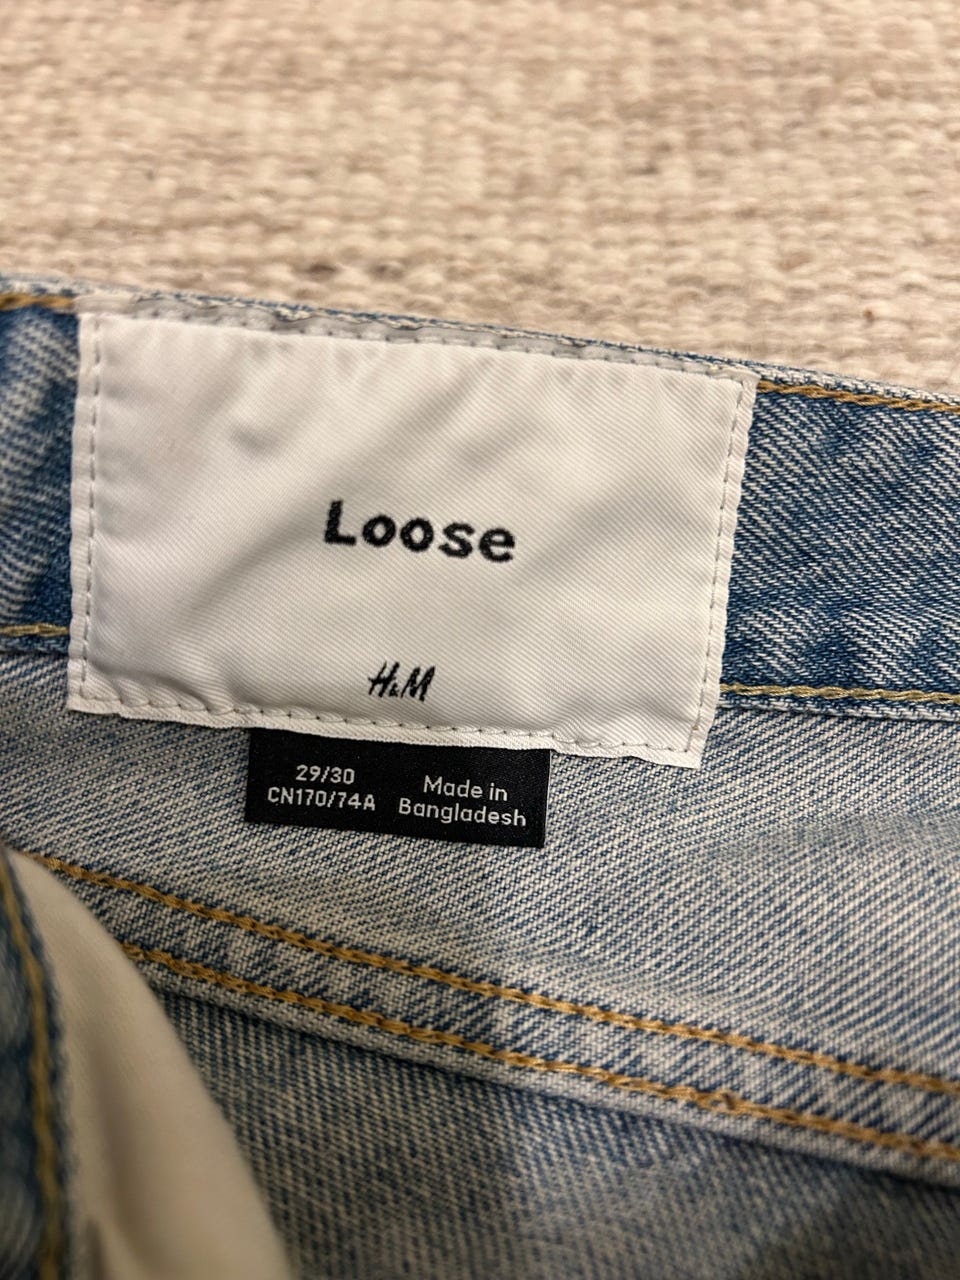 Loose
H&M
29/30
CN170/74A
Made in
Bangladesh